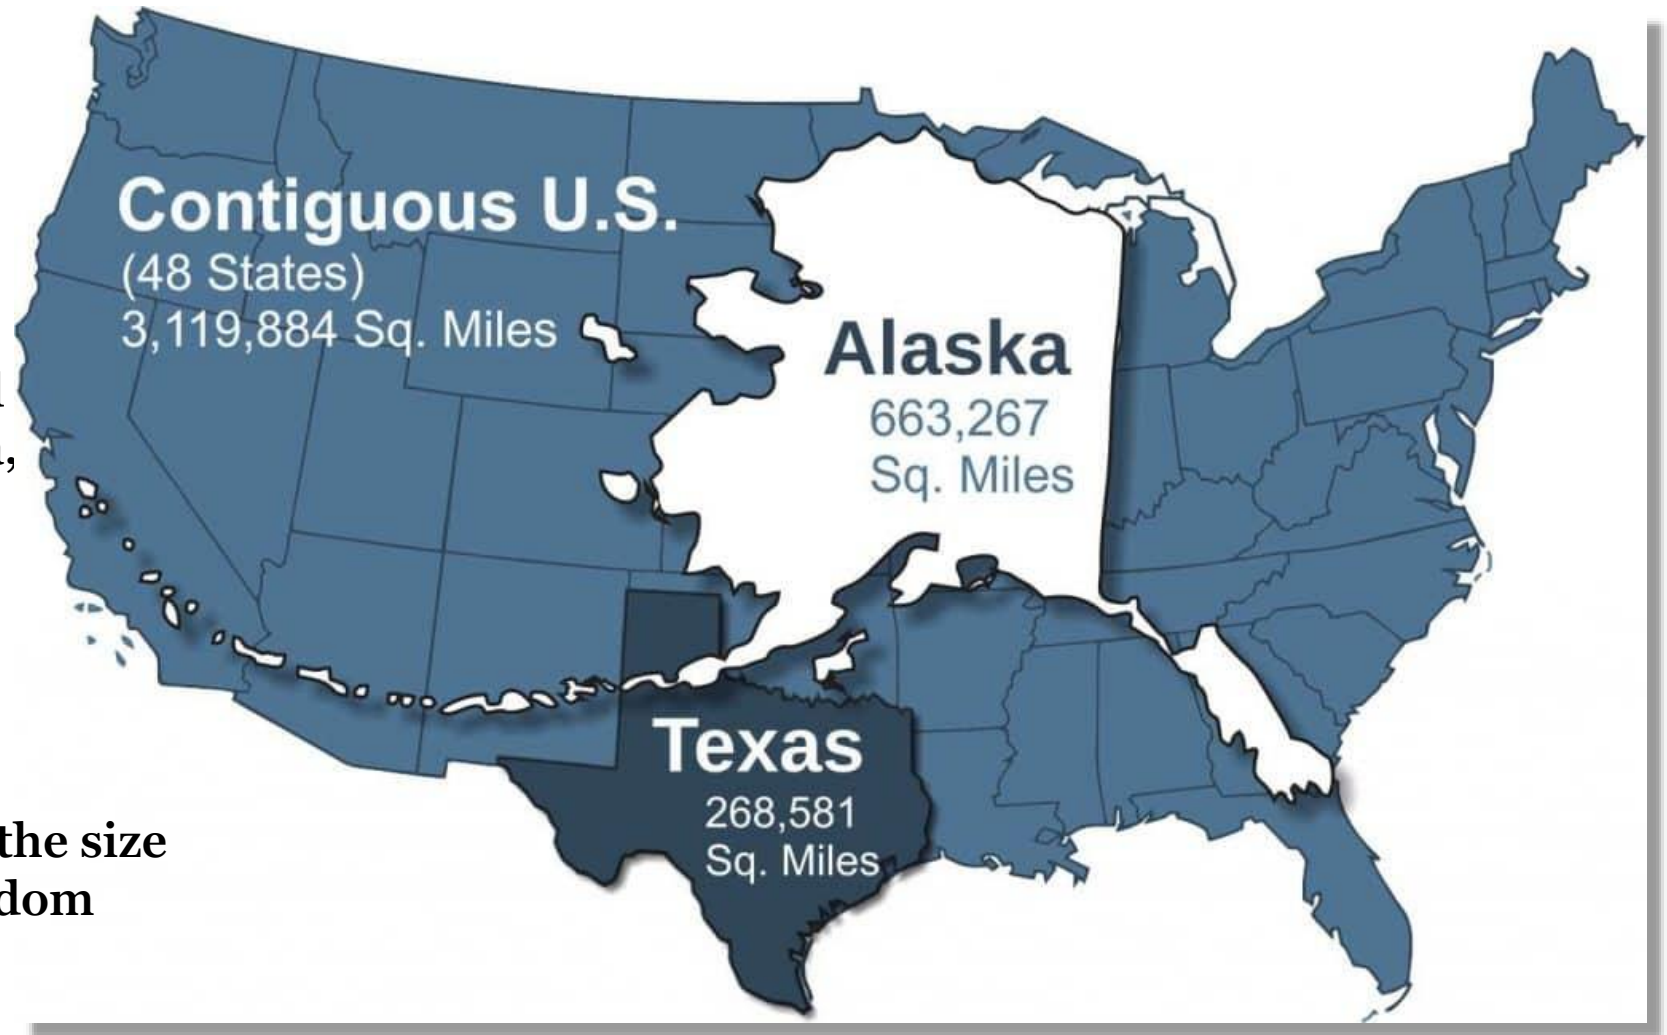 Contiguous U.S.
(48 States)
3,119,884 Sq. Miles
Alaska
663,267
Sq. Miles
Texas
268,581
Sq. Miles
the size